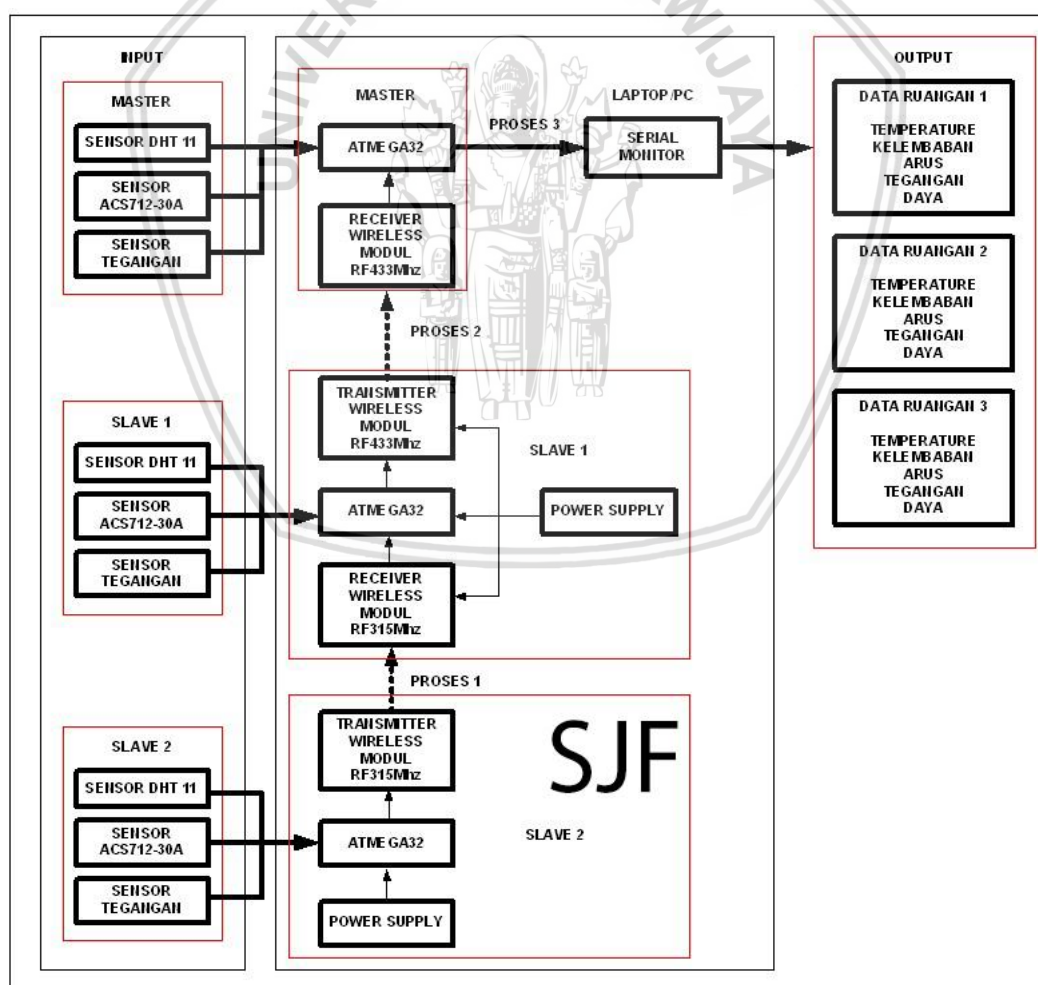 UNIVER
WIJAYA
INPUT
MASTER
SENSOR DHT 11
SENSOR
ACS712-30A
SENSOR
TEGANGAN
SLAVE 1
SENSOR DHT 11
SENSOR
ACS712-30A
SENSOR
TEGANGAN
SLAVE 2
SENSOR DHT 11
SENSOR
ACS712-30A
SENSOR
TEGANGAN
MASTER
ATMEGA32
RECEIVER
WIRELESS
MODUL
RF433Mhz
PROSES 3
LAPTOP/PC
SERIAL
MONITOR
PROSES 2
TRANSMITTER
WIRELESS
MODUL
RF433Mhz
SLAVE 1
ATMEGA32
POWER SUPPLY
RECEIVER
WIRELESS
MODUL
RF315Mhz
PROSES 1
TRANSMITTER
WIRELESS
MODUL
RF315Mhz
SJF
SLAVE 2
ATMEGA32
POWER SUPPLY
OUTPUT
DATA RUANGAN 1
TEMPERATURE
KELEMBABAN
ARUS
TEGANGAN
DAYA
DATA RUANGAN 2
TEMPERATURE
KELEMBABAN
ARUS
TEGANGAN
DAYA
DATA RUANGAN 3
TEMPERATURE
KELEMBABAN
ARUS
TEGANGAN
DAYA